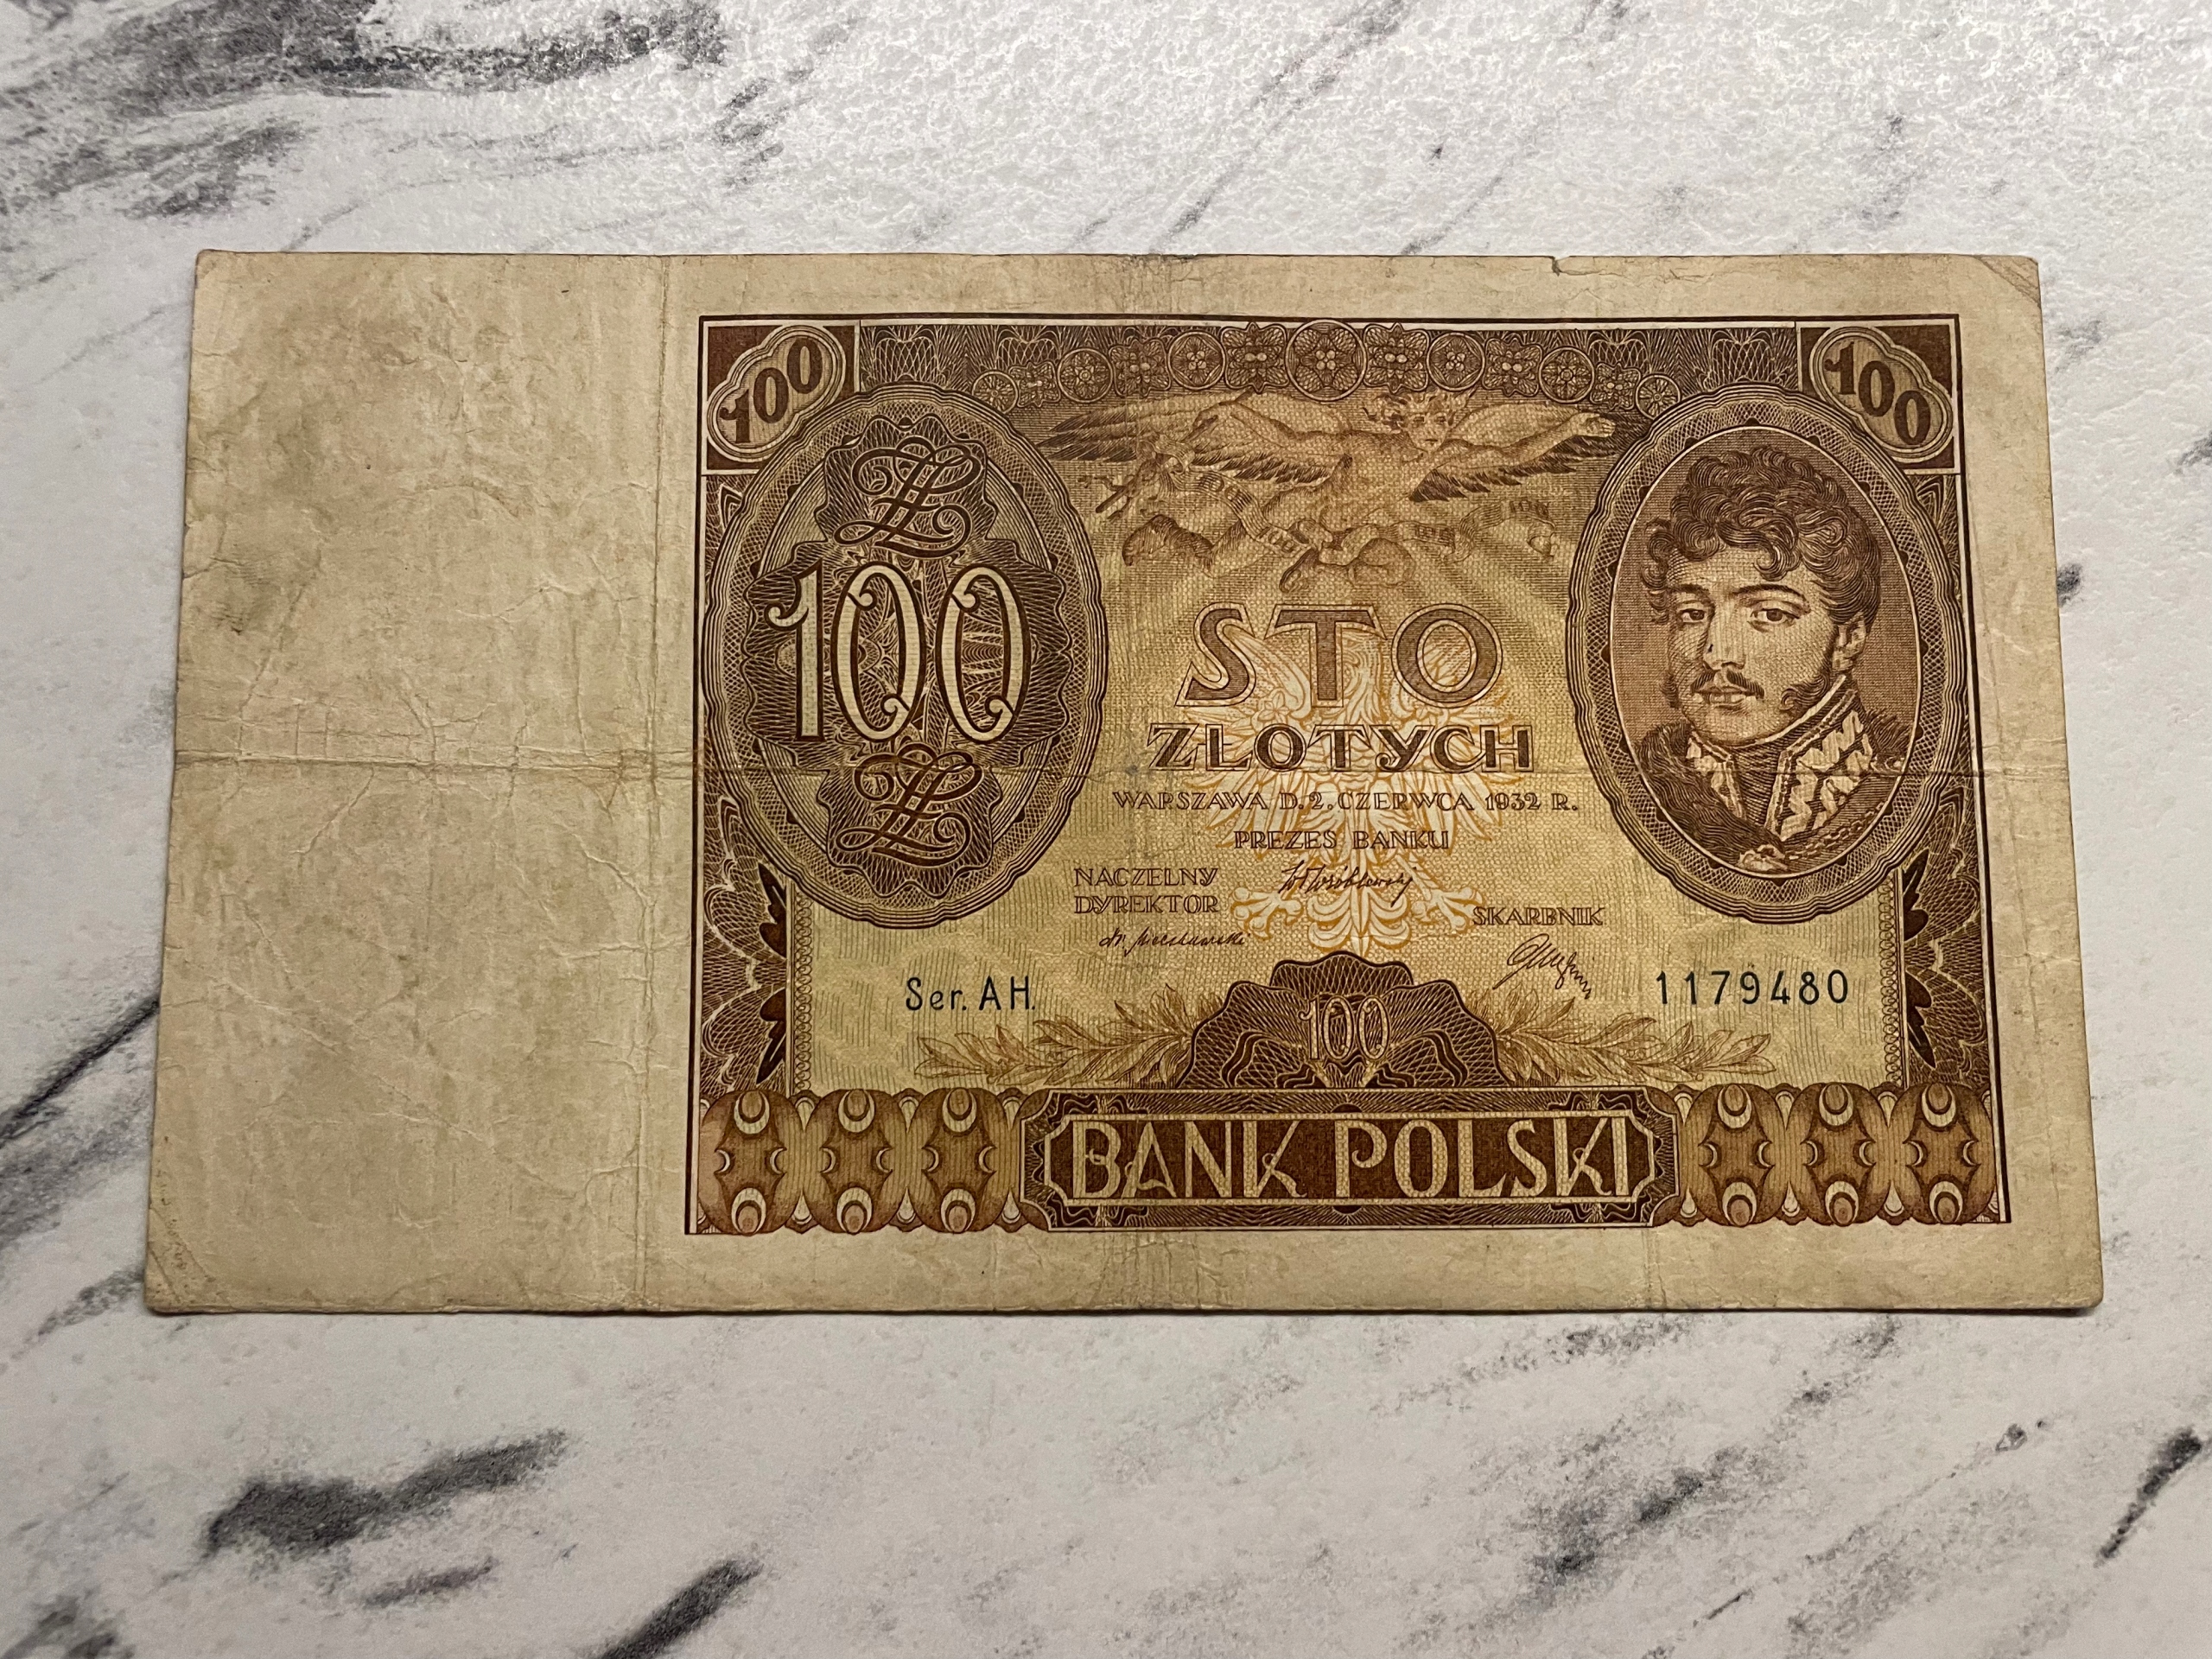 100
100
100
STO
ZŁOTYCH
WARSZAWA D. 2. CZERWCA 1932 R.
PREZES BANKU
NACZELNY
DYREKTOR
SKARBNIK
Ser. AH.
1179480
100
BANK POLSKI